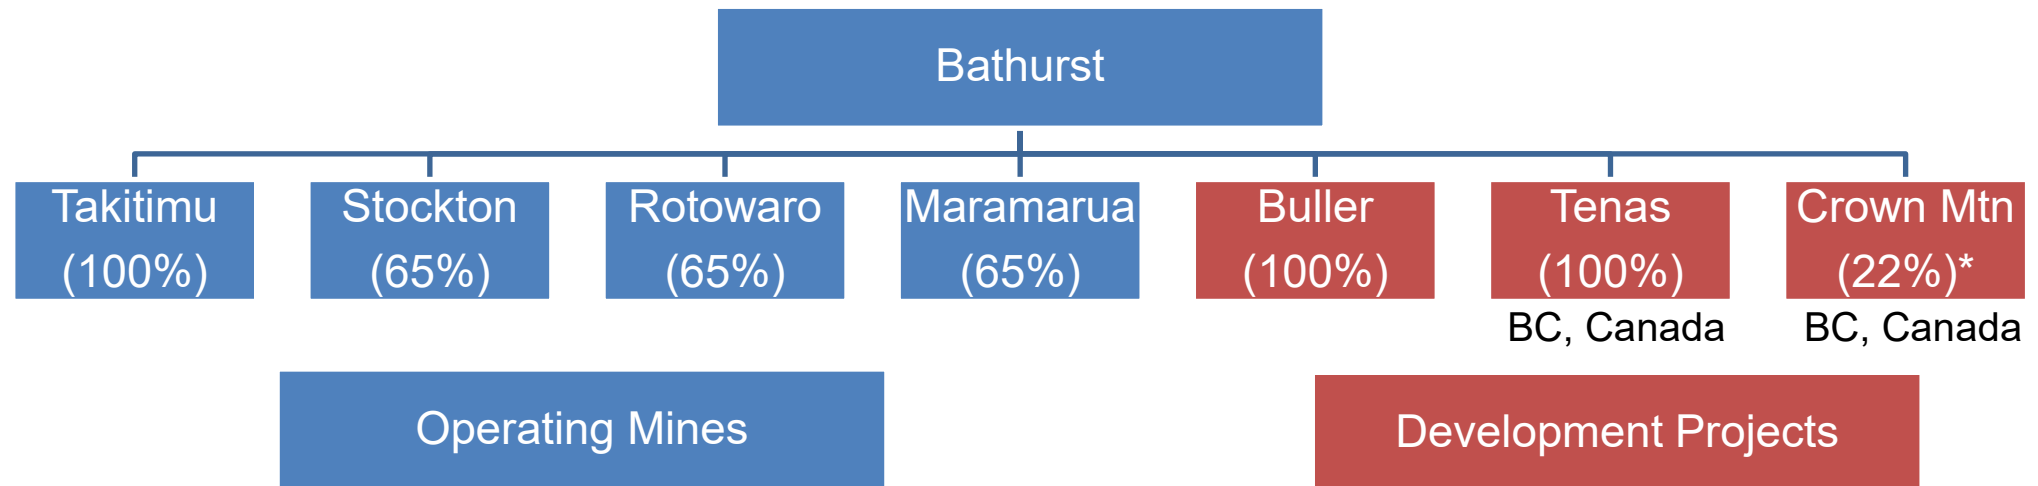 Bathurst
Takitimu
(100%)
Stockton
(65%)
Rotowaro
(65%)
Maramarua
(65%)
Buller
(100%)
Tenas
(100%)
BC, Canada
Crown Mtn
(22%)*
BC, Canada
Operating Mines
Development Projects